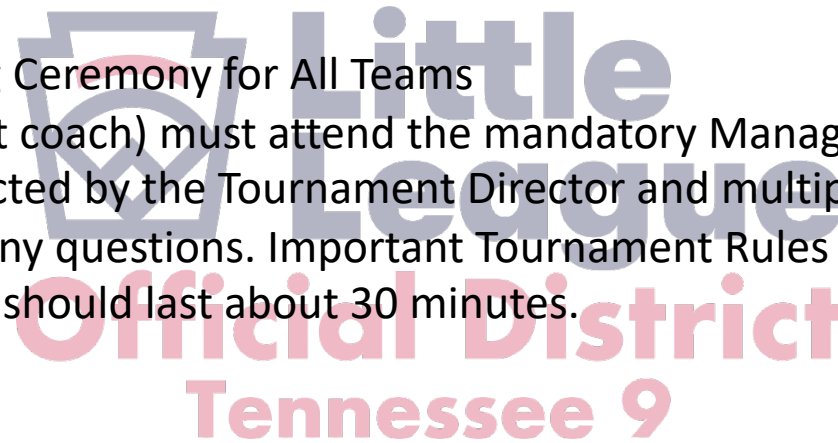 Ceremony for All Teams
t coach) must attend the mandatory Manag
cted by the Tournament Director and multip
ny questions. Important Tournament Rules
should last about 30 minutes.
Little
League
Official District
Tennessee 9